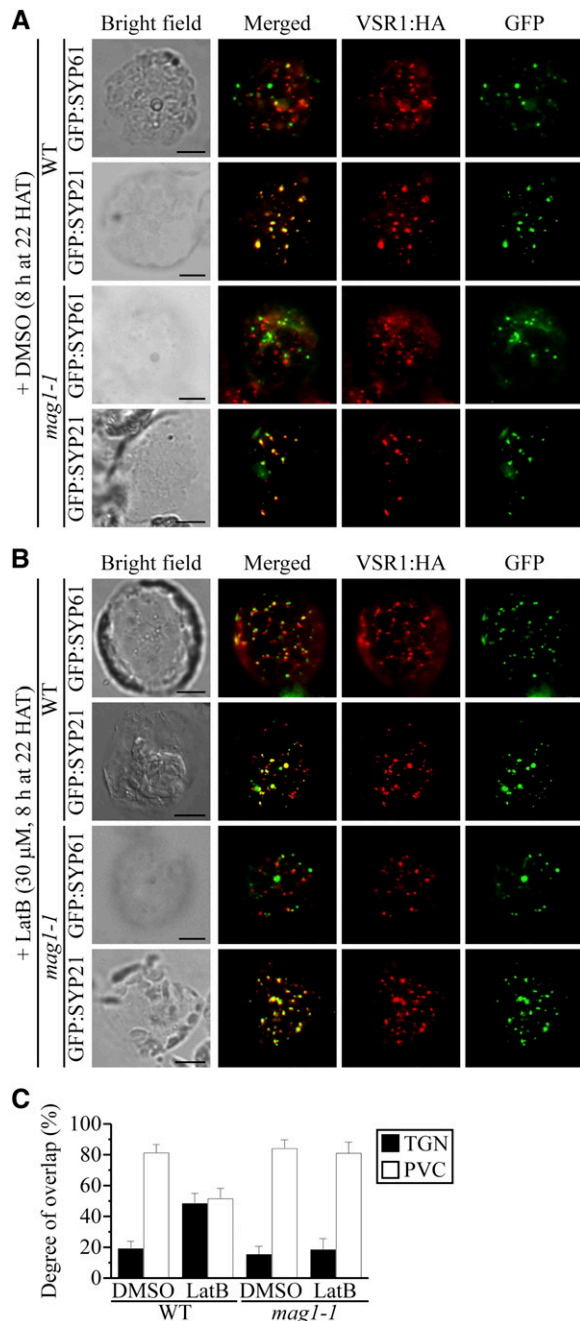 A
Bright field Merged VSR1:HA GFP
+ DMSO (8 h at 22 HAT)
WT
GFP:SYP61
GFP:SYP21
mag1-1
GFP:SYP61
GFP:SYP21
B
Bright field Merged VSR1:HA GFP
+ LatB (30 µM, 8 h at 22 HAT)
WT
GFP:SYP61
GFP:SYP21
mag1-1
GFP:SYP61
GFP:SYP21
C
Degree of overlap (%)
100
80
60
40
20
0
TGN
PVC
DMSO LatB DMSO LatB
WT mag1-1